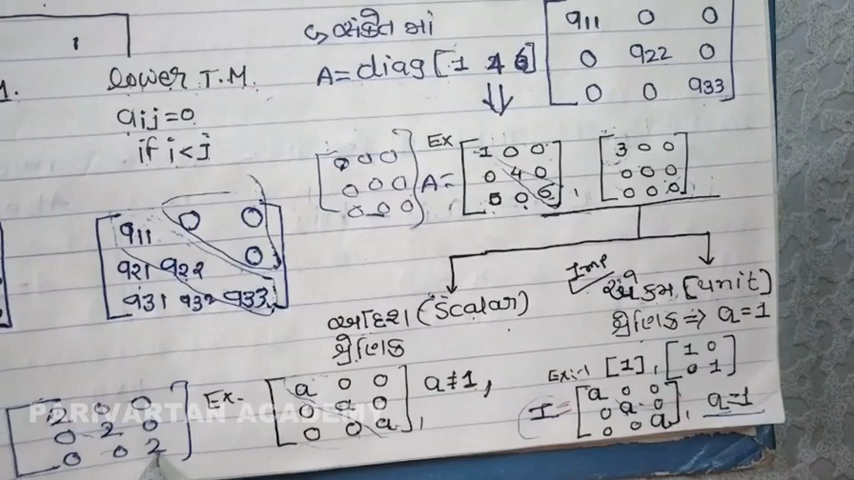 lower T.M.
aij=0
if i<j
a11 0 0
a21 a22 0
a31 a32 a33
સંકેત માં
A= diag [1 4 6]
a11 0 0
0 a22 0
0 0 a33
0 0 0
0 0 0
0 0 0
Ex
A= [1 0 0
0 4 0
5 0 6],
[3 0 0
0 0 0
0 0 0]
અદિશ (Scalar)
શ્રેણિક
Imp
એકમ [unit]
શ્રેણિક => a=1
2 0 0
0 2 0
0 0 2
Ex- [a 0 0
0 a 0
0 0 a], a≠1,
Ex:-1 [1], [1 0
0 1]
I= [a 0 0
0 a 0
0 0 a], a=1
PARIVARTAN ACADEMY